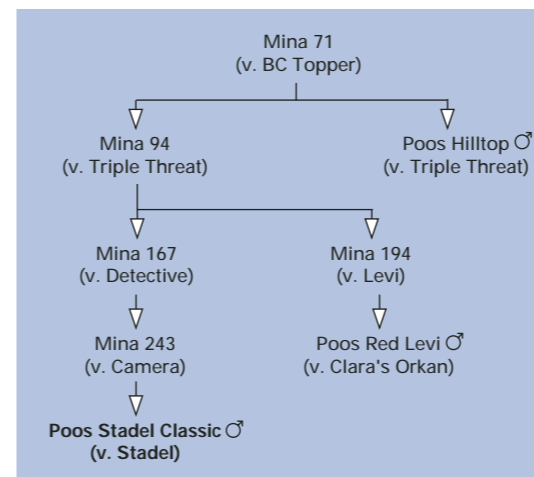 Mina 71
(v. BC Topper)
Mina 94
(v. Triple Threat)
Poos Hilltop ♂
(v. Triple Threat)
Mina 167
(v. Detective)
Mina 194
(v. Levi)
Mina 243
(v. Camera)
Poos Red Levi ♂
(v. Clara's Orkan)
Poos Stadel Classic ♂
(v. Stadel)